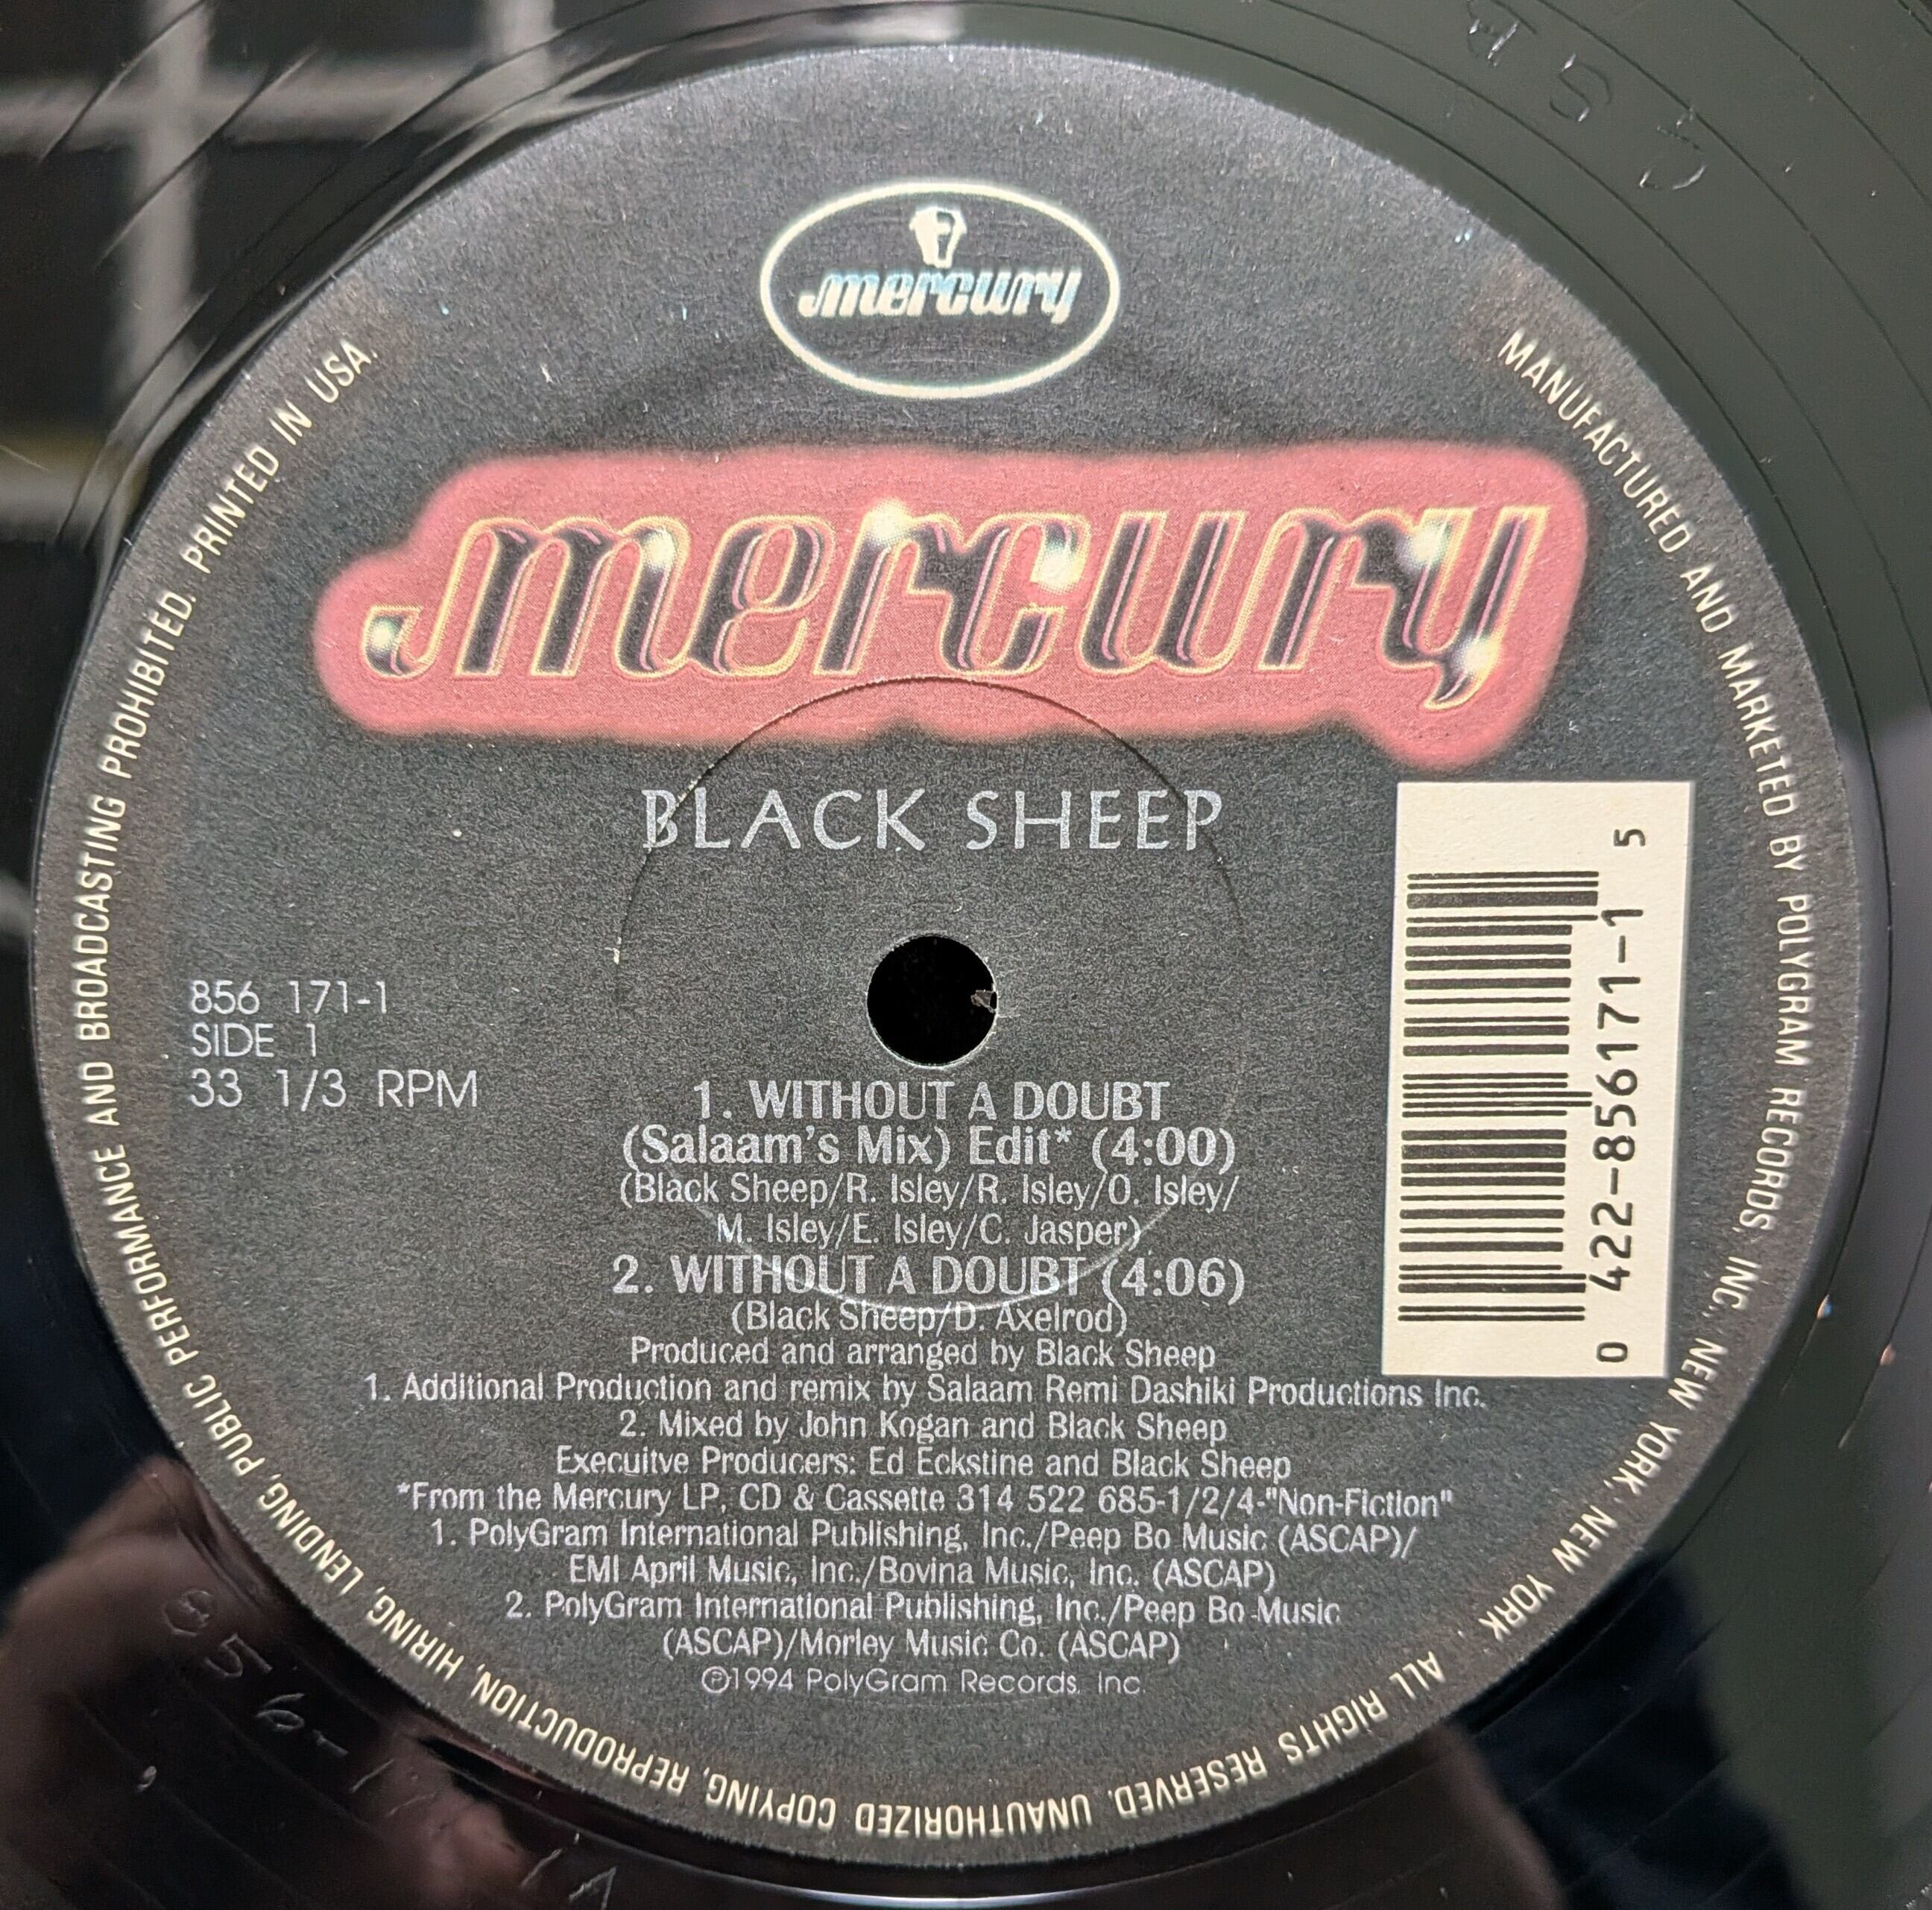 mercury
mercury
BLACK SHEEP
856 171-1
SIDE 1
33 1/3 RPM
1. WITHOUT A DOUBT
(Salaam's Mix) Edit* (4:00)
(Black Sheep/R. Isley/R. Isley/O. Isley/
M. Isley/E. Isley/C. Jasper)
2. WITHOUT A DOUBT (4:06)
(Black Sheep/D. Axelrod)
Produced and arranged by Black Sheep
1. Additional Production and remix by Salaam Remi Dashiki Productions Inc.
2. Mixed by John Kogan and Black Sheep
Execuitve Producers: Ed Eckstine and Black Sheep
*From the Mercury LP, CD & Cassette 314 522 685-1/2/4-"Non-Fiction"
1. PolyGram International Publishing, Inc./Peep Bo Music (ASCAP)/
EMI April Music, Inc./Bovina Music, Inc. (ASCAP)
2. PolyGram International Publishing, Inc./Peep Bo Music
(ASCAP)/Morley Music Co. (ASCAP)
℗1994 PolyGram Records, Inc.
0 422-856171-1 5
MANUFACTURED AND MARKETED BY POLYGRAM RECORDS, INC., NEW YORK, NEW YORK. ALL RIGHTS RESERVED. UNAUTHORIZED COPYING, REPRODUCTION, HIRING, LENDING, PUBLIC PERFORMANCE AND BROADCASTING PROHIBITED. PRINTED IN USA.